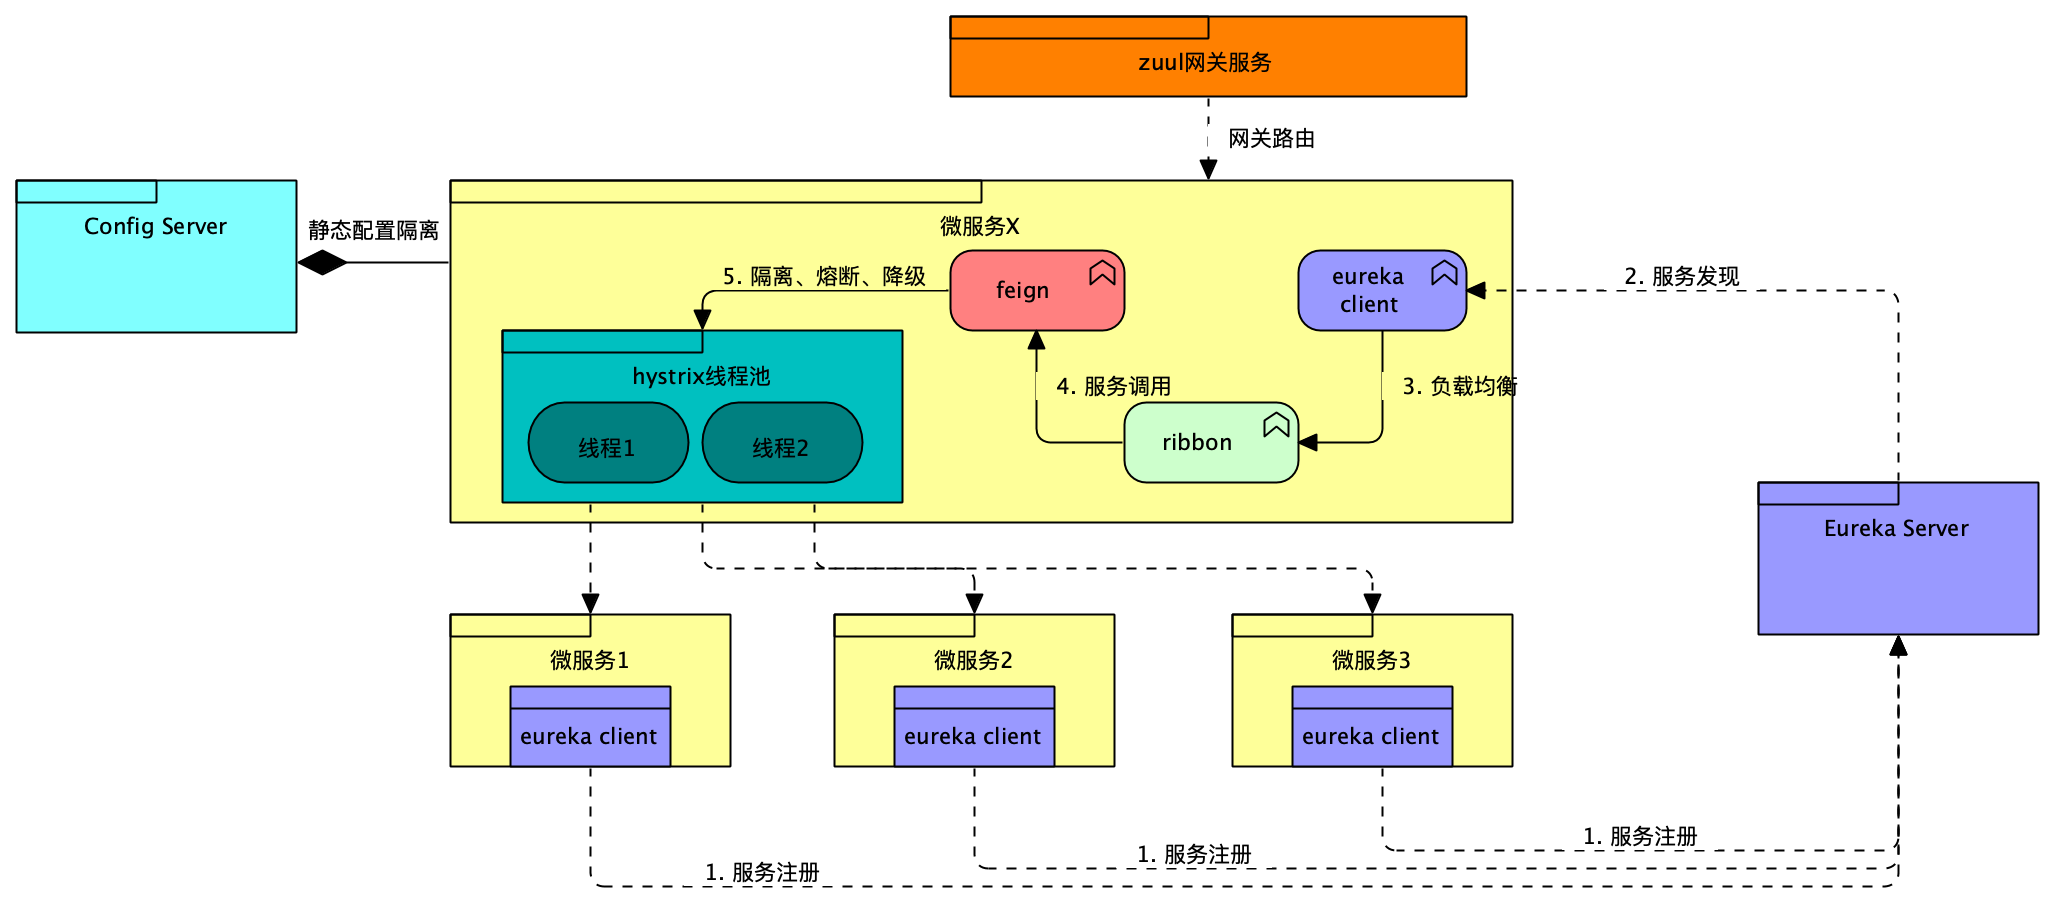 zuul网关服务
网关路由
Config Server
静态配置隔离
微服务X
5. 隔离、熔断、降级
feign
eureka
client
2. 服务发现
hystrix线程池
4. 服务调用
3. 负载均衡
线程1
线程2
ribbon
Eureka Server
微服务1
微服务2
微服务3
eureka client
eureka client
eureka client
1. 服务注册
1. 服务注册
1. 服务注册